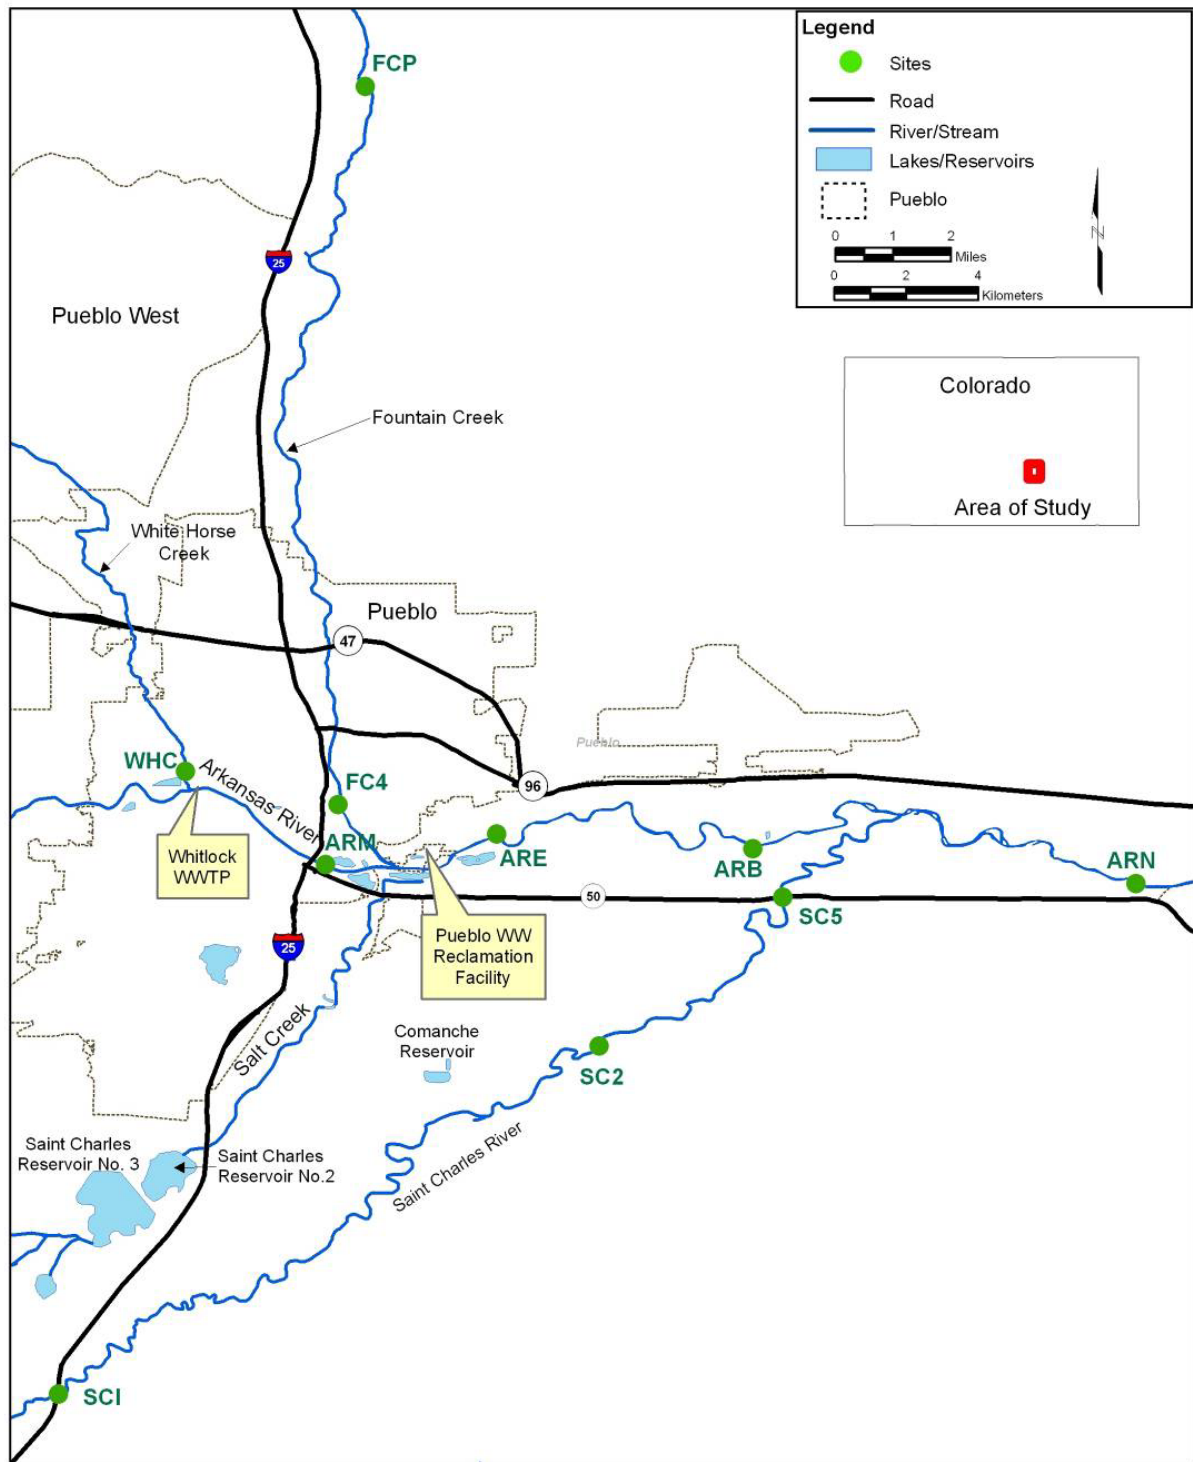 Legend
Sites
Road
River/Stream
Lakes/Reservoirs
Pueblo
0 1 2
Miles
0 2 4
Kilometers
N
FCP
25
Pueblo West
Fountain Creek
Colorado
Area of Study
White Horse
Creek
Pueblo
47
Pueblo
96
WHC
Arkansas River
FC4
ARM
ARE
ARB
ARN
Whitlock
WWTP
50
SC5
25
Pueblo WW
Reclamation
Facility
Salt Creek
Comanche
Reservoir
SC2
Saint Charles
Reservoir No. 3
Saint Charles
Reservoir No.2
Saint Charles River
SCI